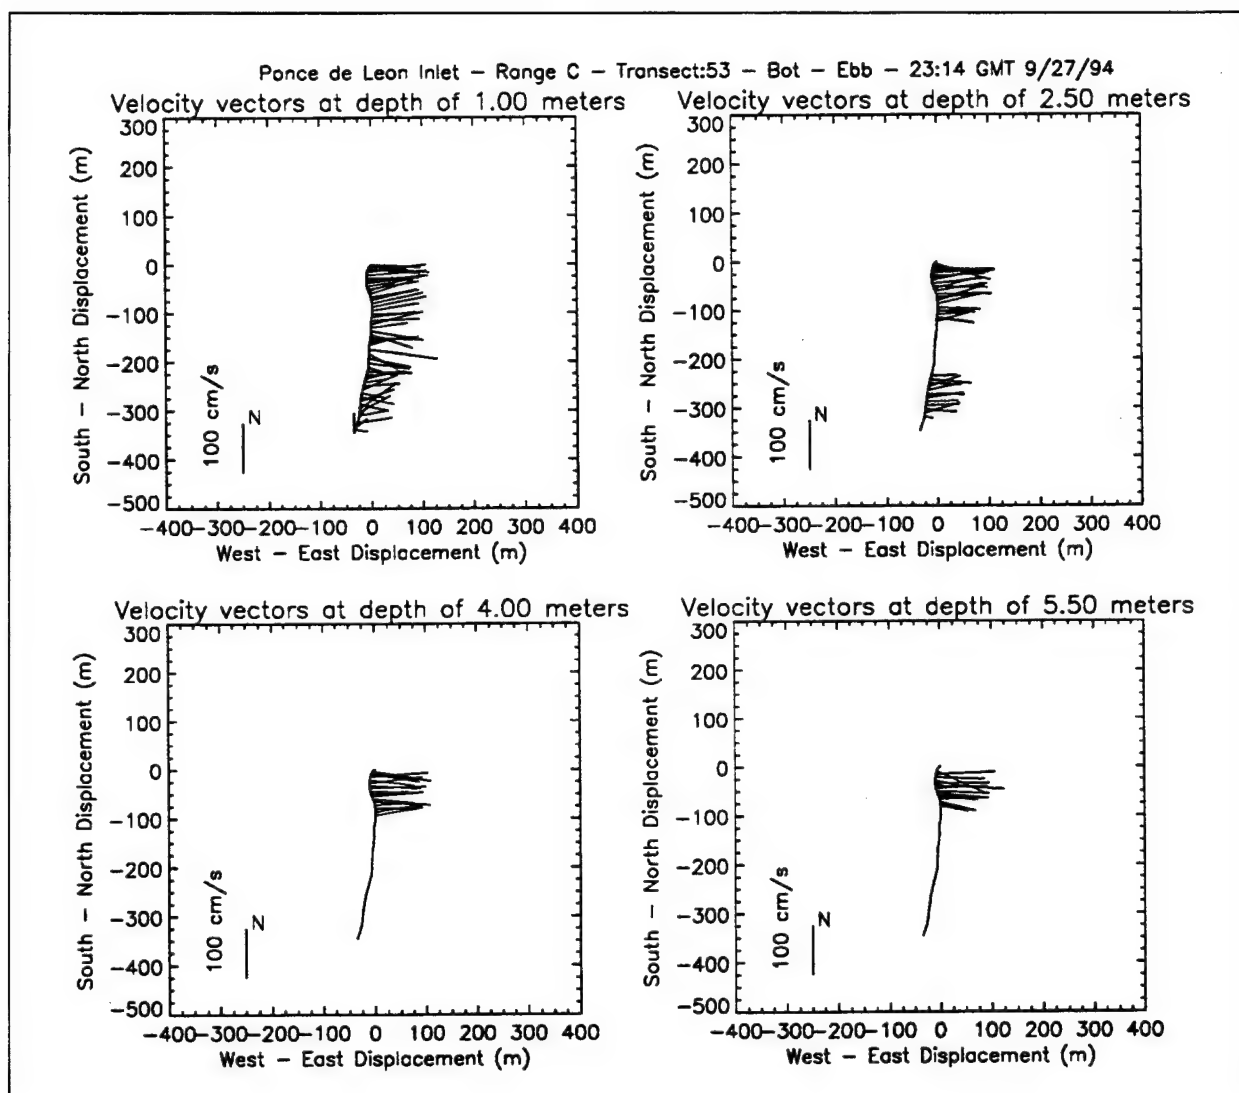 Ponce de Leon Inlet – Range C – Transect:53 – Bot – Ebb – 23:14 GMT 9/27/94
Velocity vectors at depth of 1.00 meters
300
200
100
0
−100
−200
−300
−400
−500
South – North Displacement (m)
100 cm/s
N
−400−300−200 −100 0 100 200 300 400
West – East Displacement (m)
Velocity vectors at depth of 2.50 meters
300
200
100
0
−100
−200
−300
−400
−500
South – North Displacement (m)
100 cm/s
N
−400−300−200−100 0 100 200 300 400
West – East Displacement (m)
Velocity vectors at depth of 4.00 meters
300
200
100
0
−100
−200
−300
−400
−500
South – North Displacement (m)
100 cm/s
N
−400−300−200 −100 0 100 200 300 400
West – East Displacement (m)
Velocity vectors at depth of 5.50 meters
300
200
100
0
−100
−200
−300
−400
−500
South – North Displacement (m)
100 cm/s
N
−400−300−200−100 0 100 200 300 400
West – East Displacement (m)